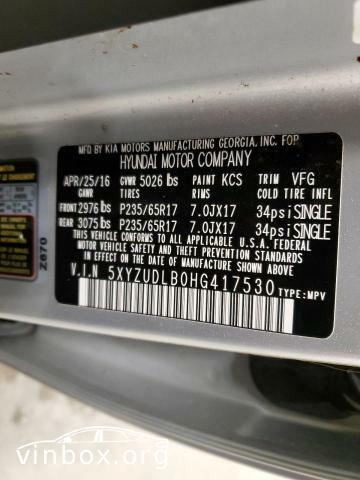 MFD. BY KIA MOTORS MANUFACTURING GEORGIA, INC. FOR
HYUNDAI MOTOR COMPANY
APR/25/16 GVWR 5026 lbs PAINT KCS TRIM VFG
GAWR TIRES RIMS COLD TIRE INFL
FRONT 2976 lbs P235/65R17 7.0JX17 34psi SINGLE
REAR 3075 lbs P235/65R17 7.0JX17 34psi SINGLE
THIS VEHICLE CONFORMS TO ALL APPLICABLE U.S.A. FEDERAL
MOTOR VEHICLE SAFETY AND THEFT PREVENTION STANDARDS
IN EFFECT ON THE DATE OF MANUFACTURE SHOWN ABOVE.
V.I.N 5XYZUDLB0HG417530 TYPE:MPV
Z670
vinbox.org